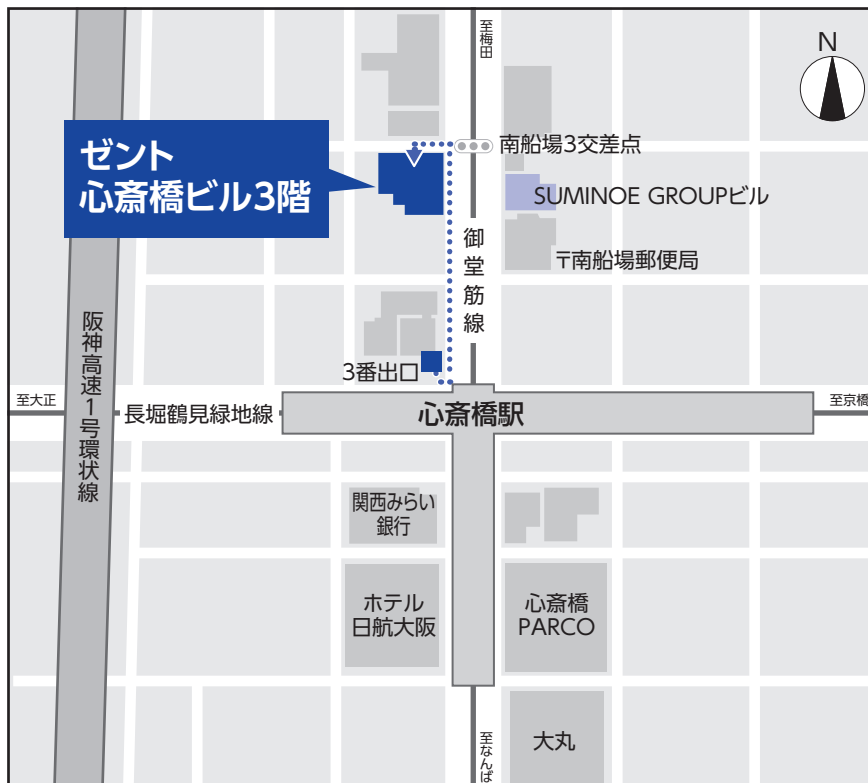 至梅田
N
南船場3交差点
ゼント
心斎橋ビル3階
SUMINOE GROUPビル
御堂筋線
〒南船場郵便局
阪神高速1号環状線
3番出口
至大正
長堀鶴見緑地線
心斎橋駅
至京橋
関西みらい
銀行
ホテル
日航大阪
心斎橋
PARCO
至なんば
大丸